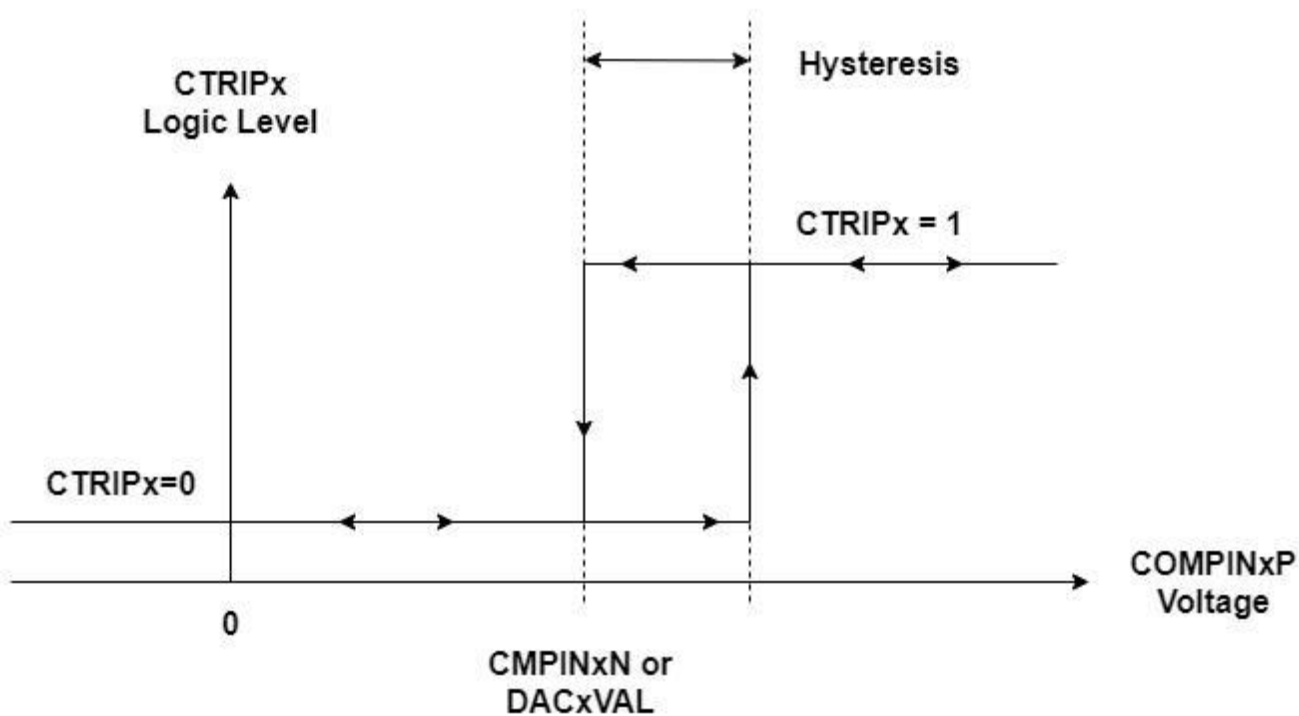 Hysteresis
CTRIPx
Logic Level
CTRIPx = 1
CTRIPx=0
COMPINxP
Voltage
0
CMPINxN or
DACxVAL